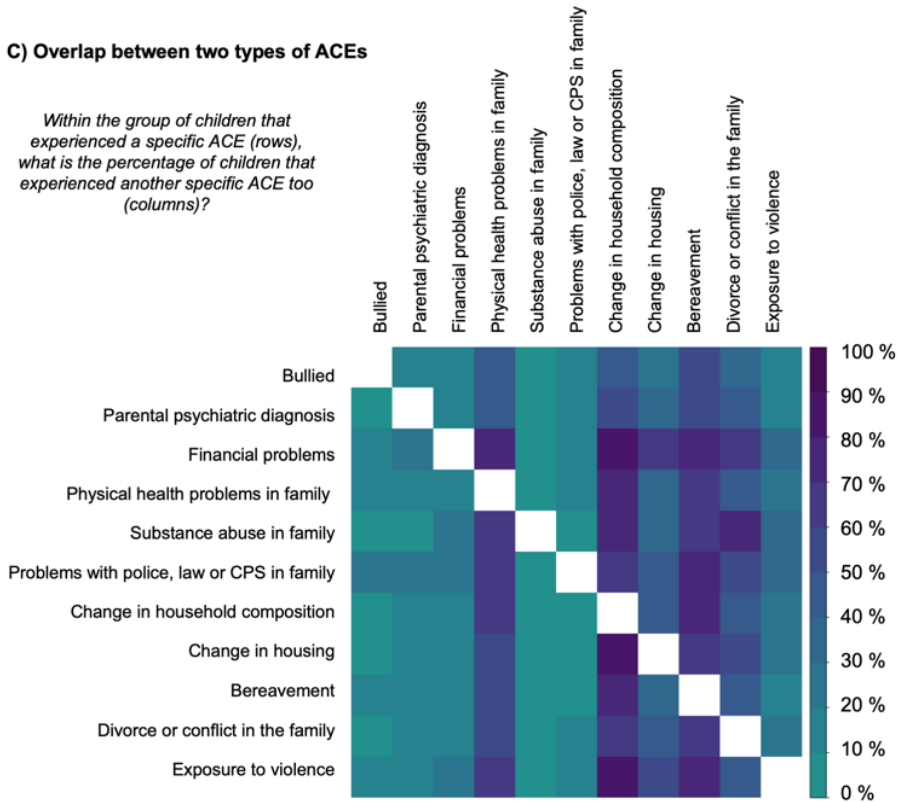 C) Overlap between two types of ACEs
Within the group of children that
experienced a specific ACE (rows),
what is the percentage of children that
experienced another specific ACE too
(columns)?
Bullied
Parental psychiatric diagnosis
Financial problems
Physical health problems in family
Substance abuse in family
Problems with police, law or CPS in family
Change in household composition
Change in housing
Bereavement
Divorce or conflict in the family
Exposure to violence
Bullied
Parental psychiatric diagnosis
Financial problems
Physical health problems in family
Substance abuse in family
Problems with police, law or CPS in family
Change in household composition
Change in housing
Bereavement
Divorce or conflict in the family
Exposure to violence
100 %
90 %
80 %
70 %
60 %
50 %
40 %
30 %
20 %
10 %
0 %